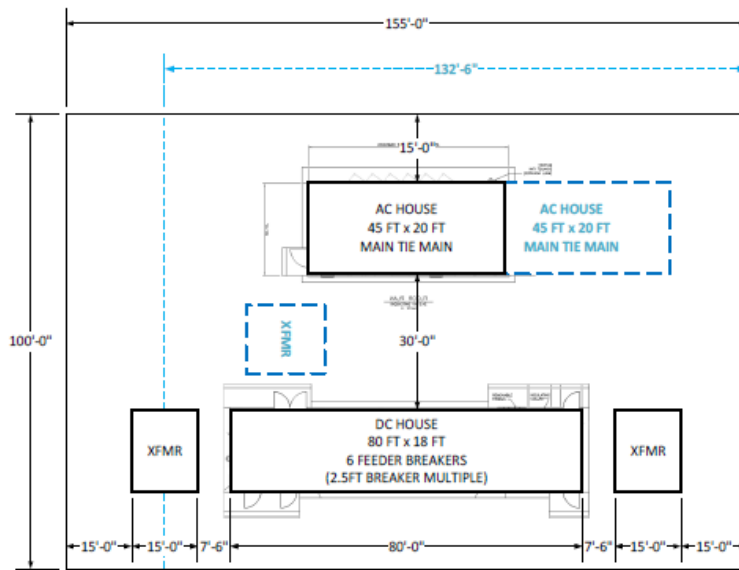 155'-0"
132'-6"
15'-0"
AC HOUSE
45 FT x 20 FT
MAIN TIE MAIN
AC HOUSE
45 FT x 20 FT
MAIN TIE MAIN
XFMR
100'-0"
30'-0"
XFMR
DC HOUSE
80 FT x 18 FT
6 FEEDER BREAKERS
(2.5FT BREAKER MULTIPLE)
XFMR
15'-0"
15'-0"
7'-6"
80'-0"
7'-6"
15'-0"
15'-0"